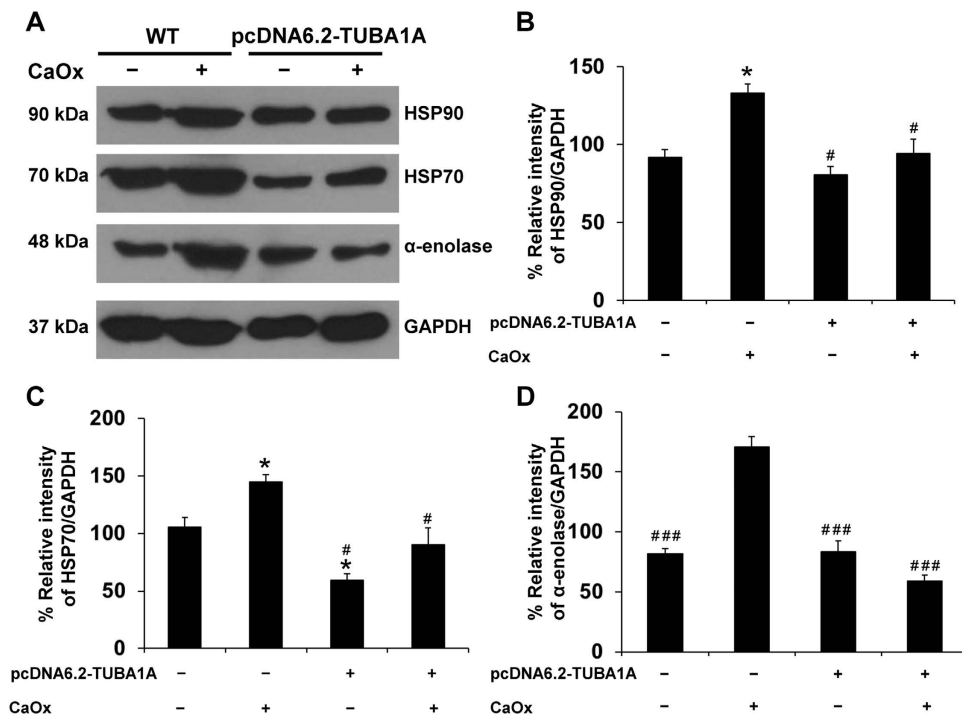 A
WT pcDNA6.2-TUBA1A
CaOx – + – +
90 kDa HSP90
70 kDa HSP70
48 kDa α-enolase
37 kDa GAPDH
B
% Relative intensity
of HSP90/GAPDH
150
100
50
0
*
#
#
pcDNA6.2-TUBA1A – – + +
CaOx – + – +
C
% Relative intensity
of HSP70/GAPDH
200
150
100
50
0
*
#
*
#
pcDNA6.2-TUBA1A – – + +
CaOx – + – +
D
% Relative intensity
of α-enolase/GAPDH
200
150
100
50
0
###
###
###
pcDNA6.2-TUBA1A – – + +
CaOx – + – +